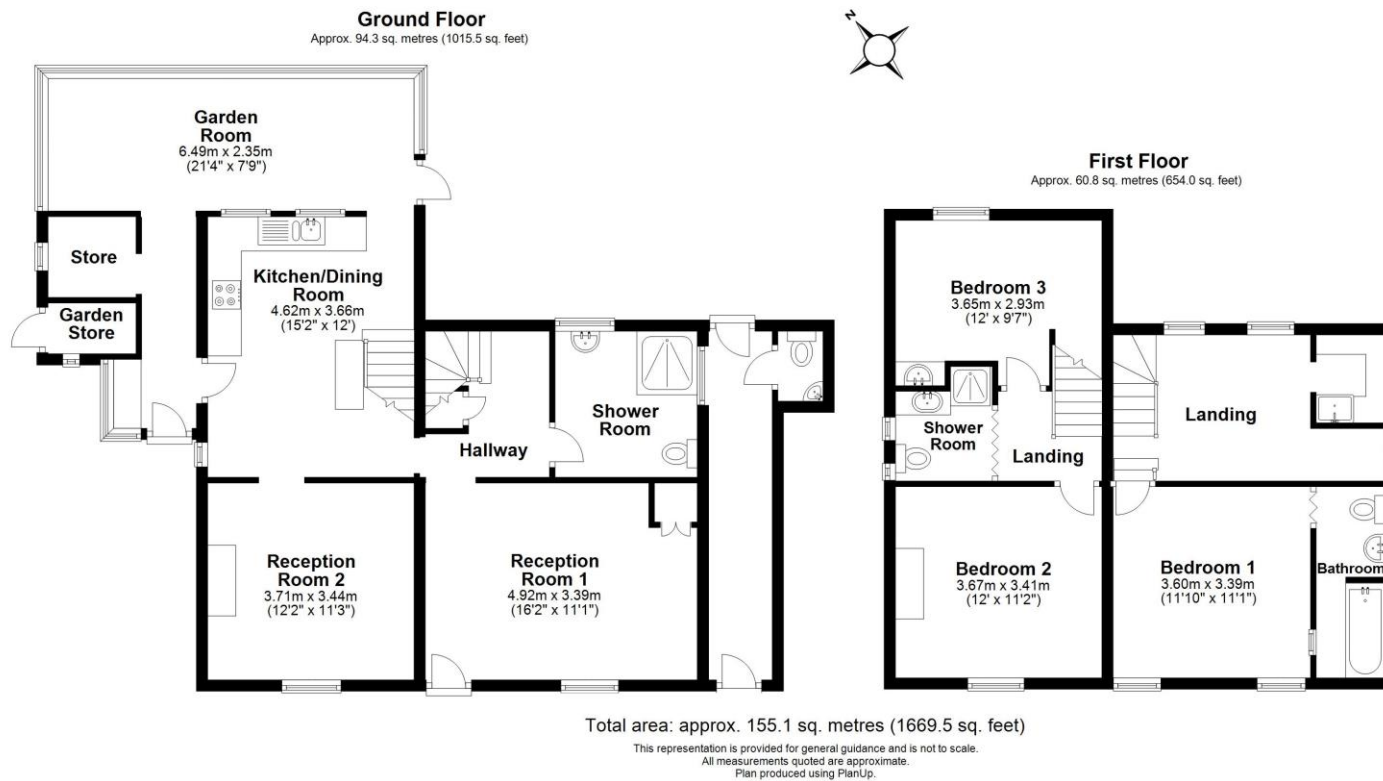 Ground Floor
Approx. 94.3 sq. metres (1015.5 sq. feet)
N
Garden
Room
6.49m x 2.35m
(21'4" x 7'9")
Store
Garden
Store
Kitchen/Dining
Room
4.62m x 3.66m
(15'2" x 12')
Hallway
Shower
Room
Reception
Room 2
3.71m x 3.44m
(12'2" x 11'3")
Reception
Room 1
4.92m x 3.39m
(16'2" x 11'1")
First Floor
Approx. 60.8 sq. metres (654.0 sq. feet)
Bedroom 3
3.65m x 2.93m
(12' x 9'7")
Shower
Room
Landing
Landing
Bedroom 2
3.67m x 3.41m
(12' x 11'2")
Bedroom 1
3.60m x 3.39m
(11'10" x 11'1")
Bathroom
Total area: approx. 155.1 sq. metres (1669.5 sq. feet)
This representation is provided for general guidance and is not to scale.
All measurements quoted are approximate.
Plan produced using PlanUp.